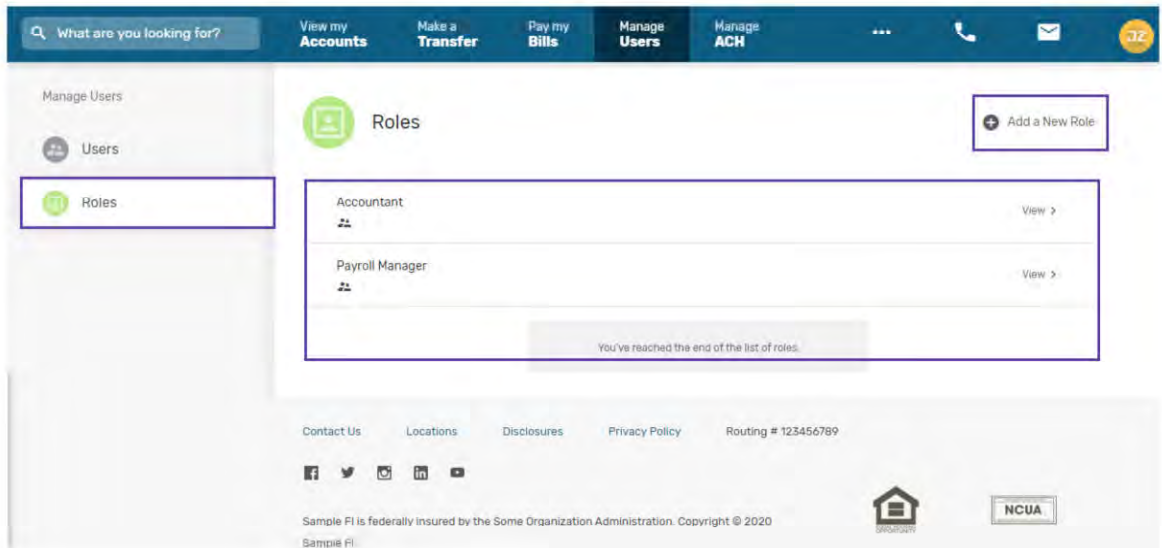 What are you looking for?
View my
Accounts
Make a
Transfer
Pay my
Bills
Manage
Users
Manage
ACH
JZ
Manage Users
Users
Roles
Roles
Add a New Role
Accountant
View >
Payroll Manager
View >
You've reached the end of the list of roles.
Contact Us Locations Disclosures Privacy Policy Routing # 123456789
Sample FI is federally insured by the Some Organization Administration. Copyright © 2020
Sample FI
NCUA